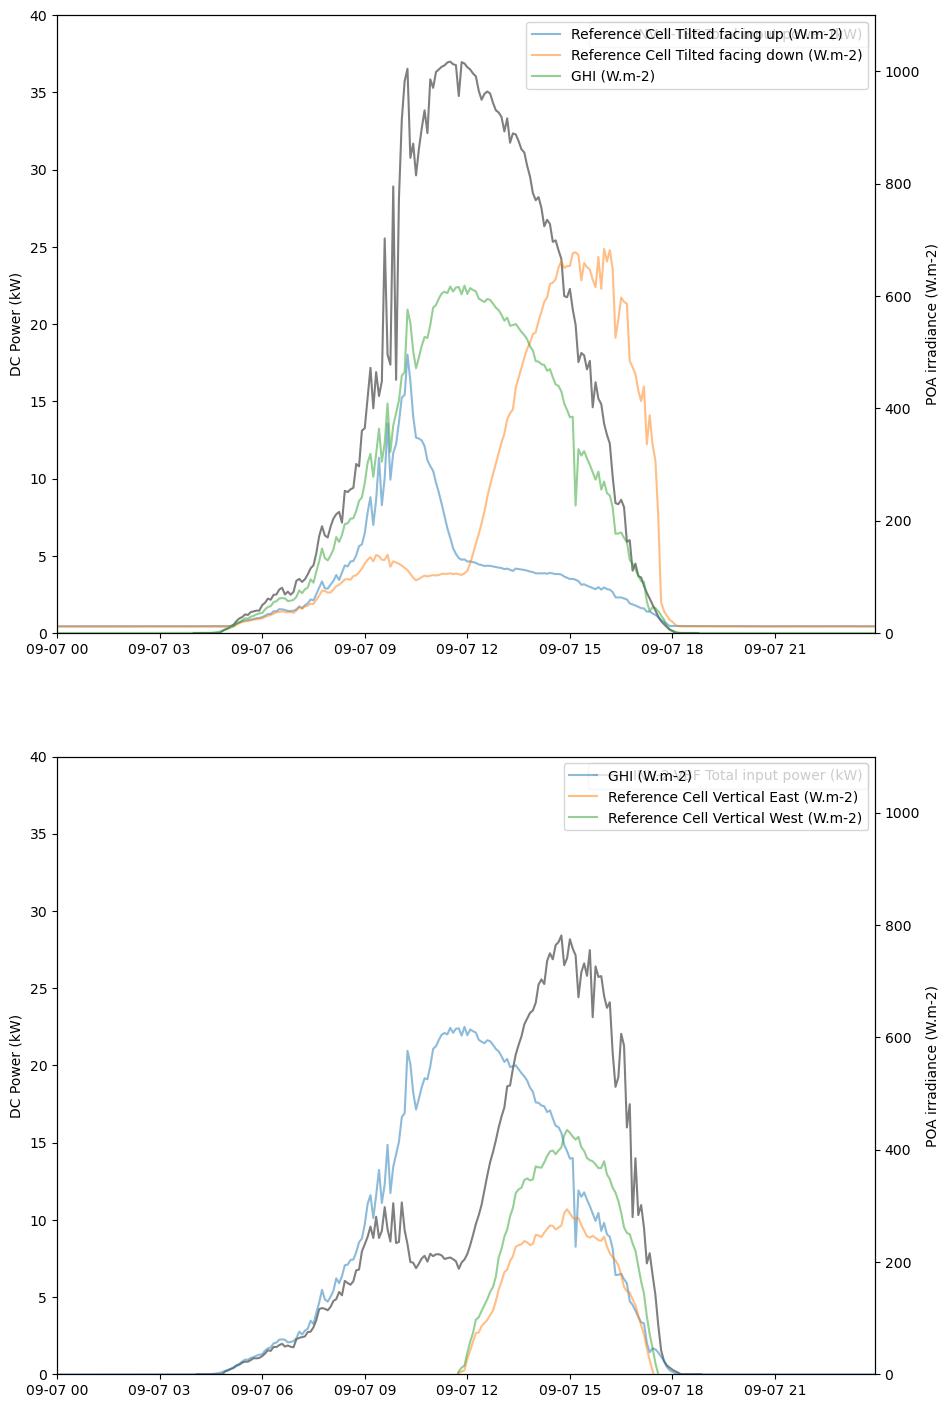 40
35
30
25
20
15
10
5
0
DC Power (kW)
Reference Cell Tilted facing up (W.m-2)
Reference Cell Tilted facing down (W.m-2)
GHI (W.m-2)
1000
800
600
400
200
0
POA irradiance (W.m-2)
09-07 00 09-07 03 09-07 06 09-07 09 09-07 12 09-07 15 09-07 18 09-07 21
40
35
30
25
20
15
10
5
0
DC Power (kW)
Total input power (kW)
GHI (W.m-2)
Reference Cell Vertical East (W.m-2)
Reference Cell Vertical West (W.m-2)
1000
800
600
400
200
0
POA irradiance (W.m-2)
09-07 00 09-07 03 09-07 06 09-07 09 09-07 12 09-07 15 09-07 18 09-07 21